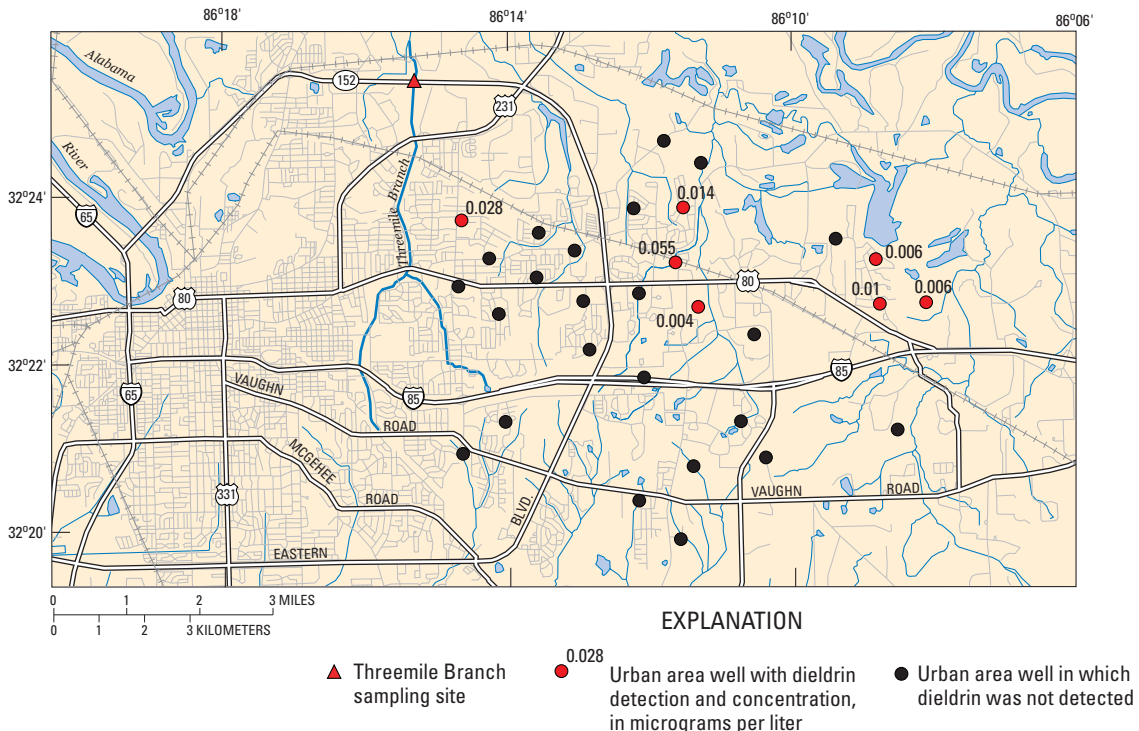 86°18'
86°14'
86°10'
86°06'
Alabama
River
152
231
Threemile Branch
32°24'
65
0.028
0.014
0.055
0.006
0.01
0.006
0.004
80
80
32°22'
VAUGHN
ROAD
65
85
85
MCGEHEE
ROAD
331
BLVD.
VAUGHN
ROAD
32°20'
EASTERN
0 1 2 3 MILES
0 1 2 3 KILOMETERS
EXPLANATION
Threemile Branch
sampling site
0.028
Urban area well with dieldrin
detection and concentration,
in micrograms per liter
Urban area well in which
dieldrin was not detected